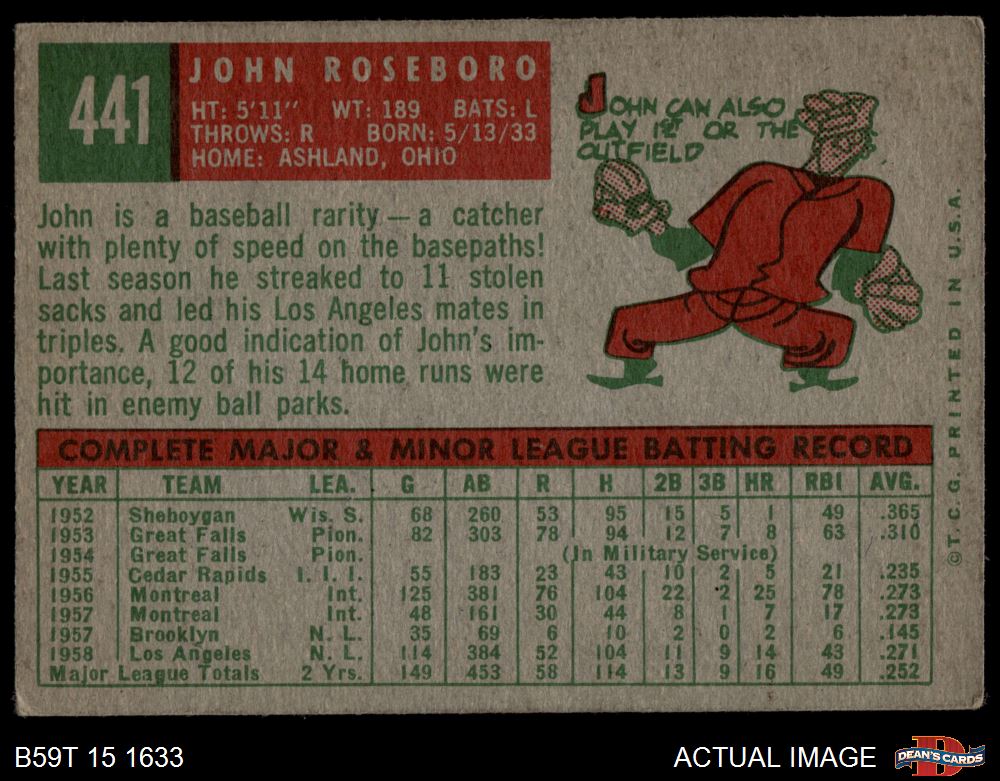 441
JOHN ROSEBORO
HT: 5'11" WT: 189 BATS: L
THROWS: R BORN: 5/13/33
HOME: ASHLAND, OHIO
JOHN CAN ALSO
PLAY 1ST OR THE
OUTFIELD
John is a baseball rarity — a catcher
with plenty of speed on the basepaths!
Last season he streaked to 11 stolen
sacks and led his Los Angeles mates in
triples. A good indication of John's im-
portance, 12 of his 14 home runs were
hit in enemy ball parks.
COMPLETE MAJOR & MINOR LEAGUE BATTING RECORD
YEAR TEAM LEA. G AB R H 2B 3B HR RBI AVG.
1952 Sheboygan Wis. S. 68 260 53 95 15 5 1 49 .365
1953 Great Falls Pion. 82 303 78 94 12 7 8 63 .310
1954 Great Falls Pion. (In Military Service)
1955 Cedar Rapids I. I. I. 55 183 23 43 10 2 5 21 .235
1956 Montreal Int. 125 381 76 104 22 2 25 78 .273
1957 Montreal Int. 48 161 30 44 8 1 7 17 .273
1957 Brooklyn N. L. 35 69 6 10 2 0 2 6 .145
1958 Los Angeles N. L. 114 384 52 104 11 9 14 43 .271
Major League Totals 2 Yrs. 149 453 58 114 13 9 16 49 .252
©T. C. G. PRINTED IN U.S.A.
B59T 15 1633
ACTUAL IMAGE
D
DEAN'S CARDS